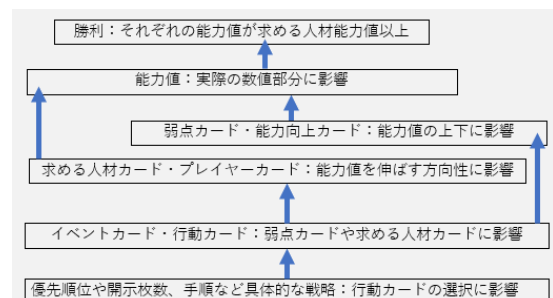 勝利：それぞれの能力値が求める人材能力値以上
能力値：実際の数値部分に影響
弱点カード・能力向上カード：能力値の上下に影響
求める人材カード・プレイヤーカード：能力値を伸ばす方向性に影響
イベントカード・行動カード：弱点カードや求める人材カードに影響
優先順位や開示枚数、手順など具体的な戦略：行動カードの選択に影響